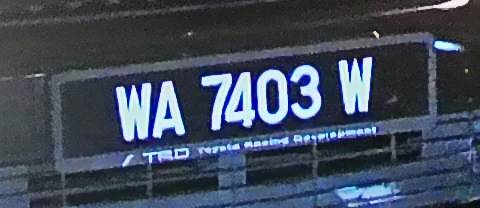 WA 7403 W
TRD Toyota Racing Development